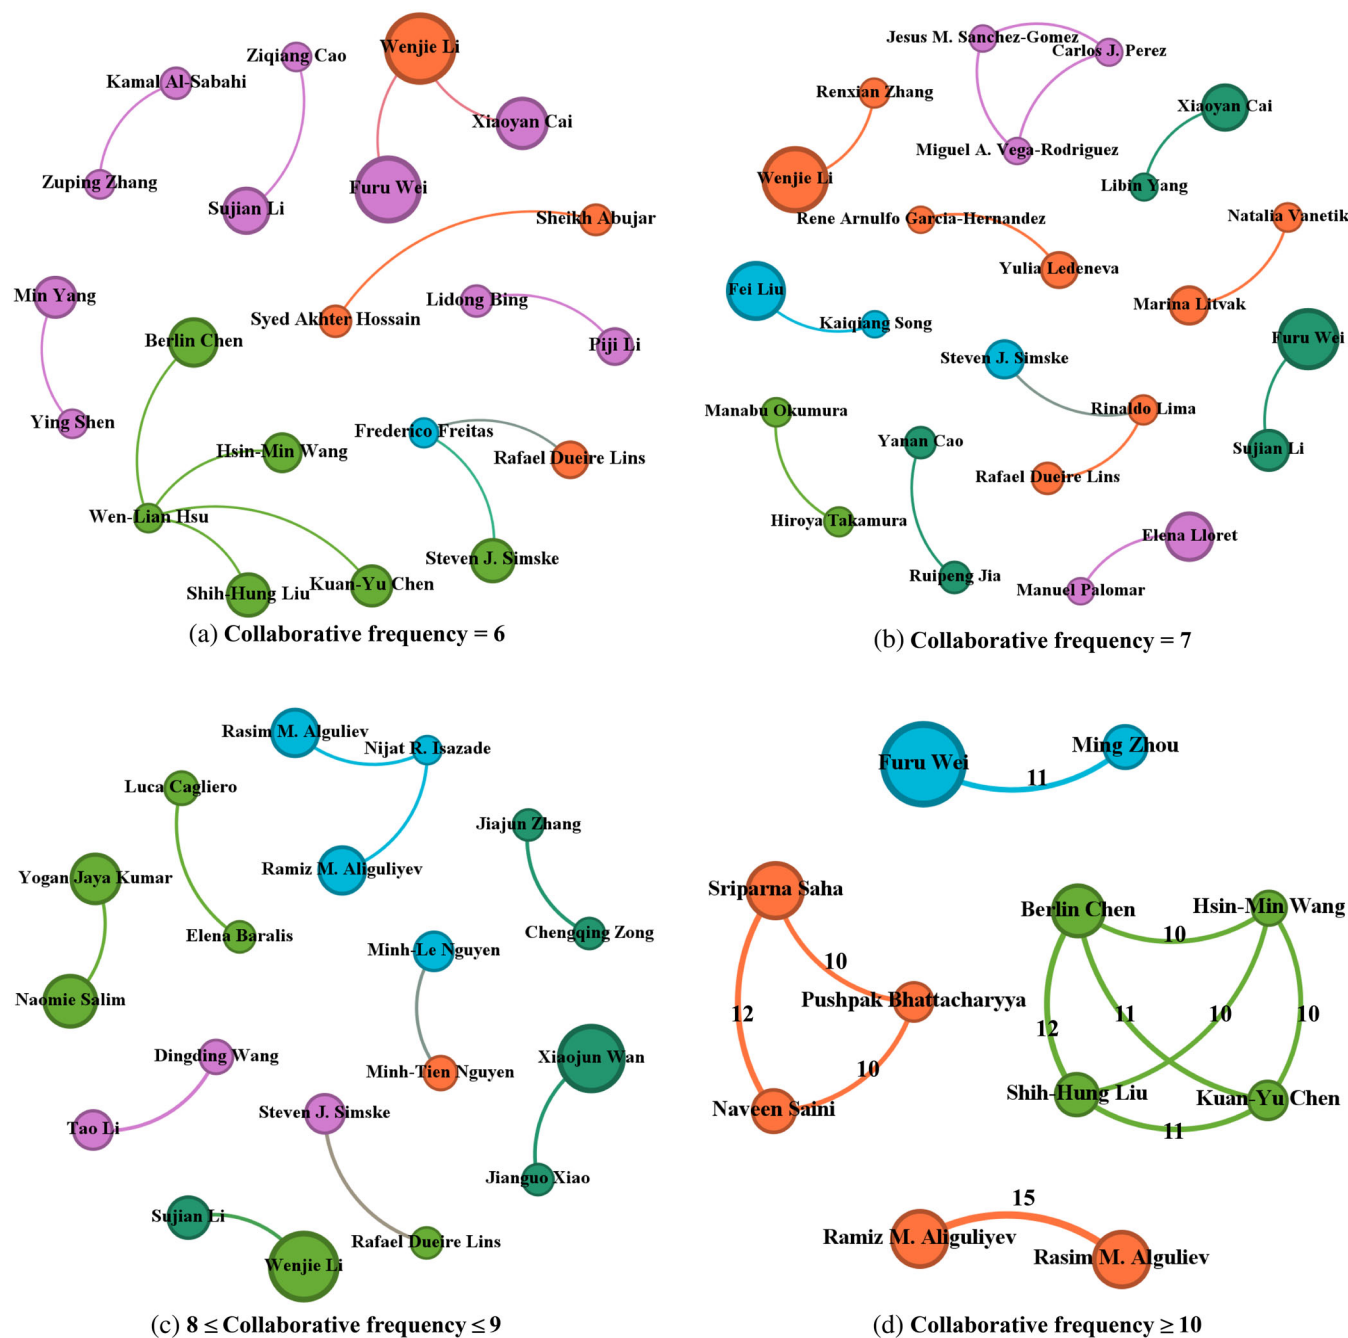 Ziqiang Cao
Wenjie Li
Kamal Al-Sabahi
Xiaoyan Cai
Zuping Zhang
Furu Wei
Sujian Li
Sheikh Abujar
Min Yang
Lidong Bing
Syed Akhter Hossain
Berlin Chen
Piji Li
Ying Shen
Frederico Freitas
Hsin-Min Wang
Rafael Dueire Lins
Wen-Lian Hsu
Steven J. Simske
Kuan-Yu Chen
Shih-Hung Liu
(a) Collaborative frequency = 6
Jesus M. Sanchez-Gomez
Carlos J. Perez
Renxian Zhang
Xiaoyan Cai
Miguel A. Vega-Rodriguez
Wenjie Li
Libin Yang
Rene Arnulfo Garcia-Hernandez
Natalia Vanetik
Yulia Ledeneva
Fei Liu
Marina Litvak
Kaiqiang Song
Furu Wei
Steven J. Simske
Manabu Okumura
Rinaldo Lima
Yanan Cao
Sujian Li
Rafael Dueire Lins
Hiroya Takamura
Elena Lloret
Ruipeng Jia
Manuel Palomar
(b) Collaborative frequency = 7
Rasim M. Alguliev
Nijat R. Isazade
Luca Cagliero
Jiajun Zhang
Ramiz M. Aliguliyev
Yogan Jaya Kumar
Elena Baralis
Chengqing Zong
Minh-Le Nguyen
Naomie Salim
Dingding Wang
Xiaojun Wan
Minh-Tien Nguyen
Steven J. Simske
Tao Li
Jianguo Xiao
Sujian Li
Rafael Dueire Lins
Wenjie Li
(c) 8 ≤ Collaborative frequency ≤ 9
Ming Zhou
Furu Wei
11
Sriparna Saha
Berlin Chen
Hsin-Min Wang
10
10
Pushpak Bhattacharyya
12
11
10
10
12
10
Shih-Hung Liu
Kuan-Yu Chen
Naveen Saini
11
15
Ramiz M. Aliguliyev
Rasim M. Alguliev
(d) Collaborative frequency ≥ 10